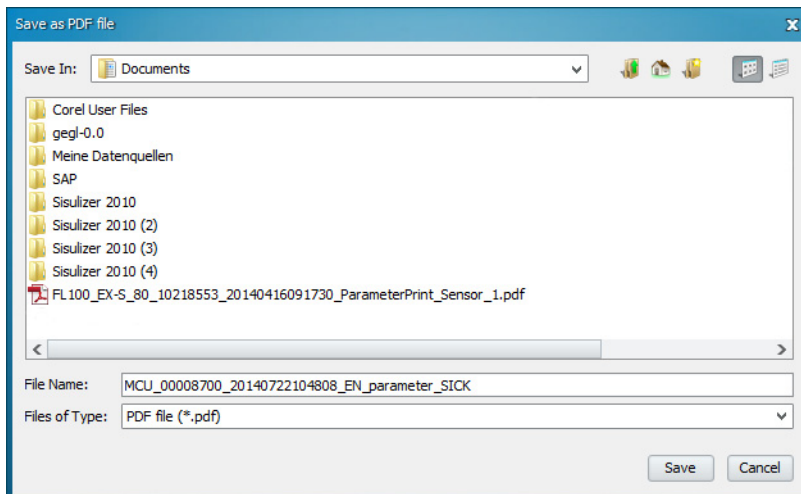 Save as PDF file
Save In: Documents
Corel User Files
gegl-0.0
Meine Datenquellen
SAP
Sisulizer 2010
Sisulizer 2010 (2)
Sisulizer 2010 (3)
Sisulizer 2010 (4)
FL100_EX-S_80_10218553_20140416091730_ParameterPrint_Sensor_1.pdf
File Name: MCU_00008700_20140722104808_EN_parameter_SICK
Files of Type: PDF file (*.pdf)
Save Cancel